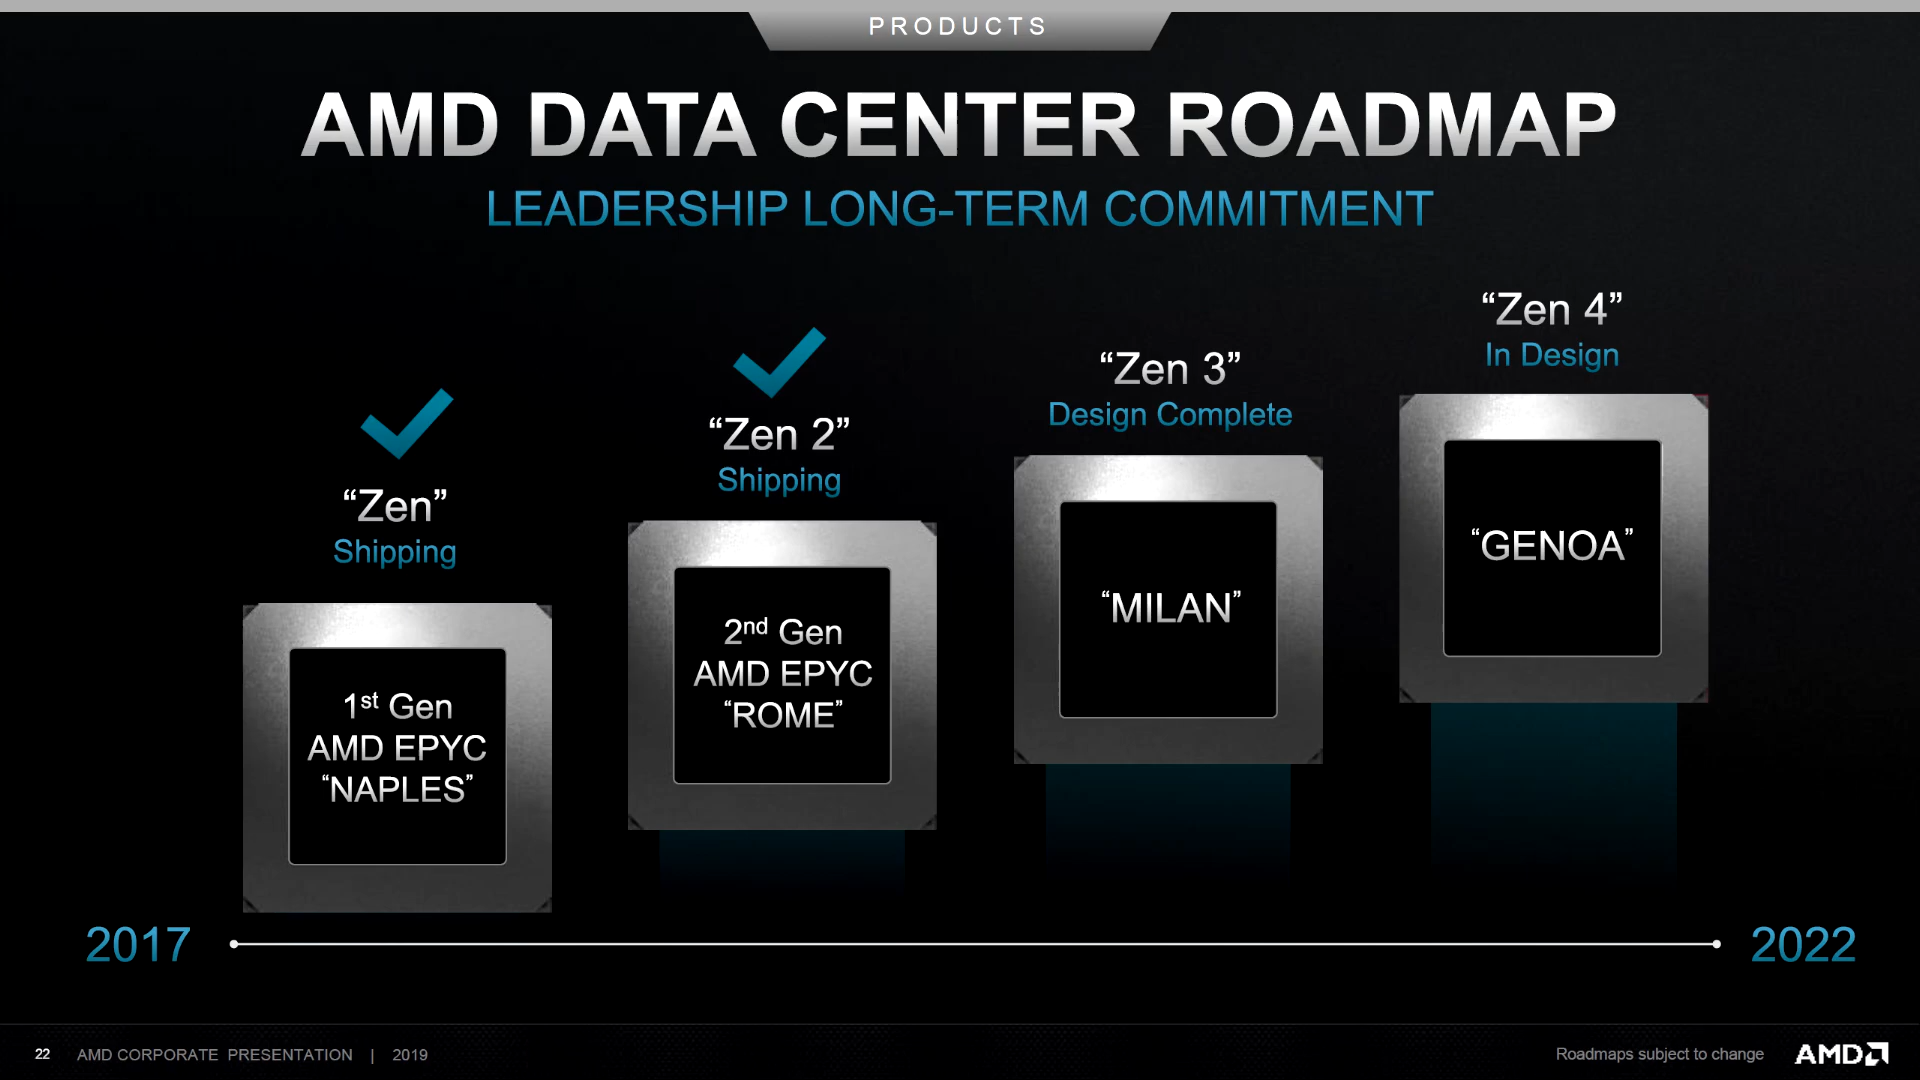 PRODUCTS
AMD DATA CENTER ROADMAP
LEADERSHIP LONG-TERM COMMITMENT
“Zen”
Shipping
1st Gen
AMD EPYC
“NAPLES”
“Zen 2”
Shipping
2nd Gen
AMD EPYC
“ROME”
“Zen 3”
Design Complete
“MILAN”
“Zen 4”
In Design
“GENOA”
2017
2022
22 AMD CORPORATE PRESENTATION | 2019
Roadmaps subject to change
AMD